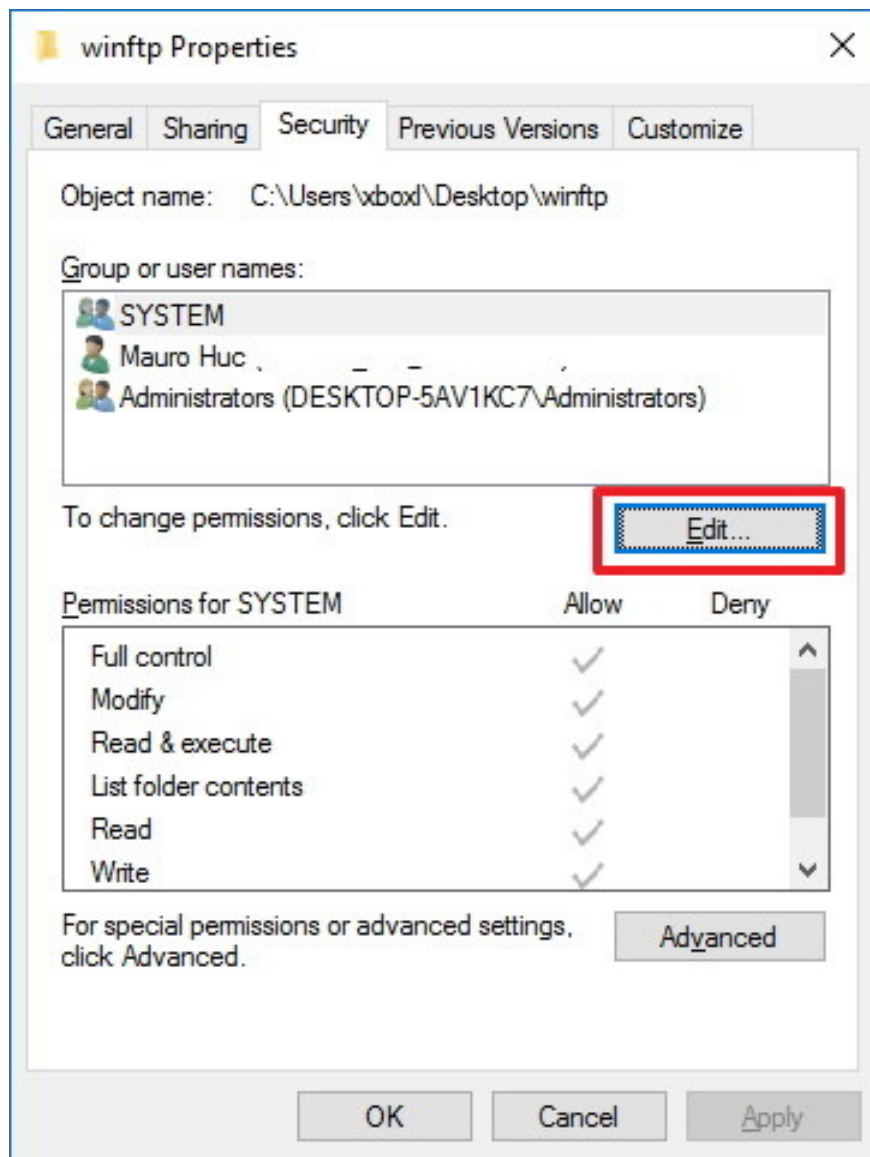 winftp Properties
General Sharing Security Previous Versions Customize
Object name: C:\Users\xboxl\Desktop\winftp
Group or user names:
SYSTEM
Mauro Huc
Administrators (DESKTOP-5AV1KC7\Administrators)
To change permissions, click Edit.
Edit...
Permissions for SYSTEM Allow Deny
Full control
Modify
Read & execute
List folder contents
Read
Write
For special permissions or advanced settings,
click Advanced.
Advanced
OK Cancel Apply